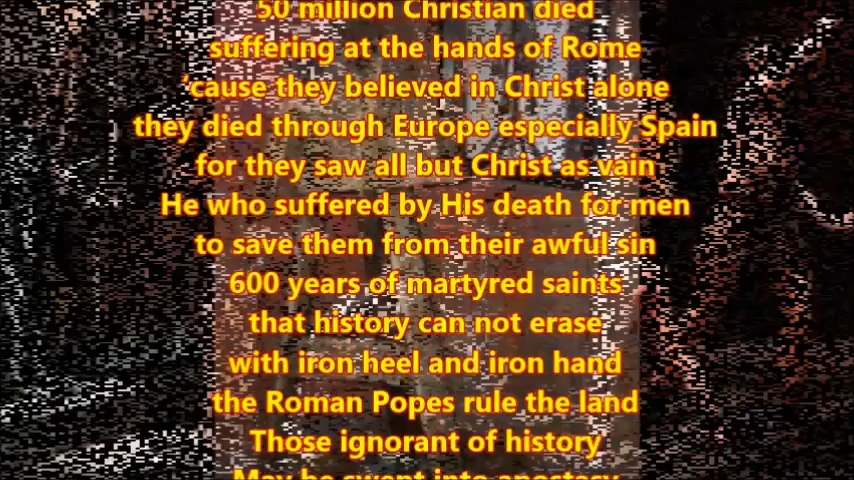 50 million Christian died
suffering at the hands of Rome
‘cause they believed in Christ alone
they died through Europe especially Spain
for they saw all but Christ as vain
He who suffered by His death for men
to save them from their awful sin
600 years of martyred saints
that history can not erase
with iron heel and iron hand
the Roman Popes rule the land
Those ignorant of history
May be swept into apostasy